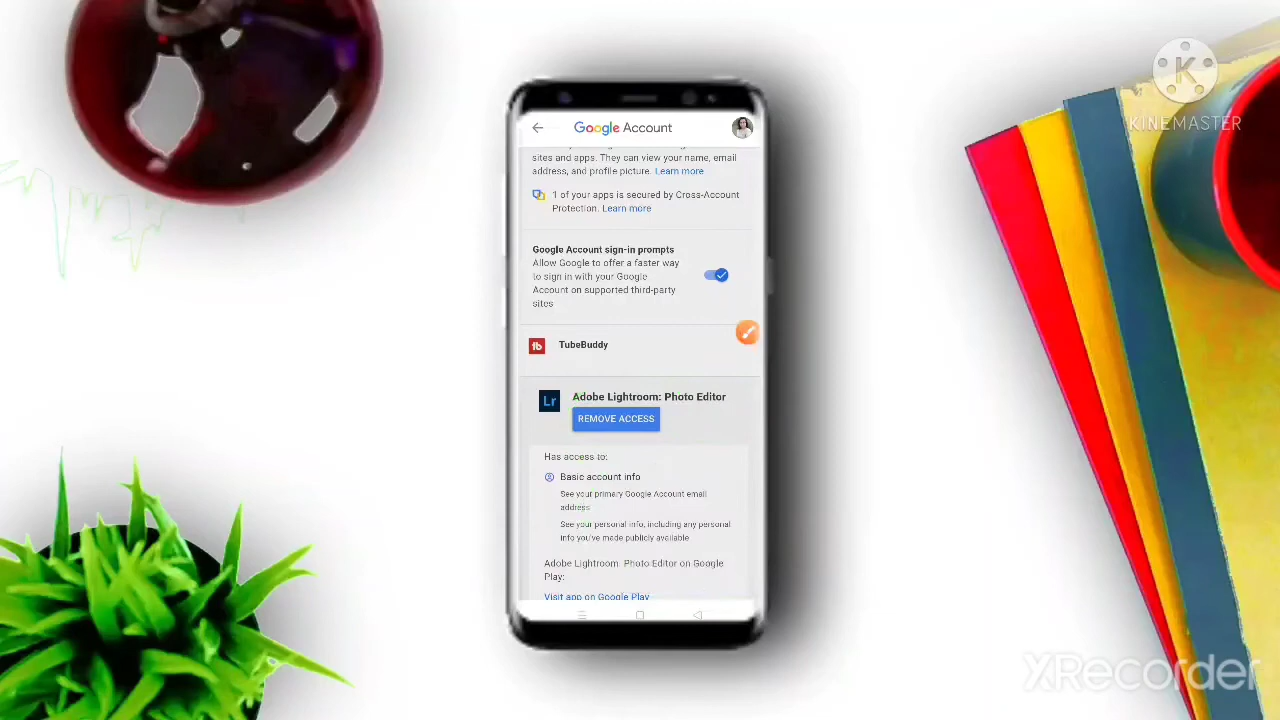 Google Account
sites and apps. They can view your name, email
address, and profile picture. Learn more
1 of your apps is secured by Cross-Account
Protection. Learn more
Google Account sign-in prompts
Allow Google to offer a faster way
to sign in with your Google
Account on supported third-party
sites
tb
TubeBuddy
Lr
Adobe Lightroom: Photo Editor
REMOVE ACCESS
Has access to:
Basic account info
See your primary Google Account email
address
See your personal info, including any personal
info you've made publicly available
Adobe Lightroom: Photo Editor on Google
Play:
Visit app on Google Play
K
KINEMASTER
XRecorder